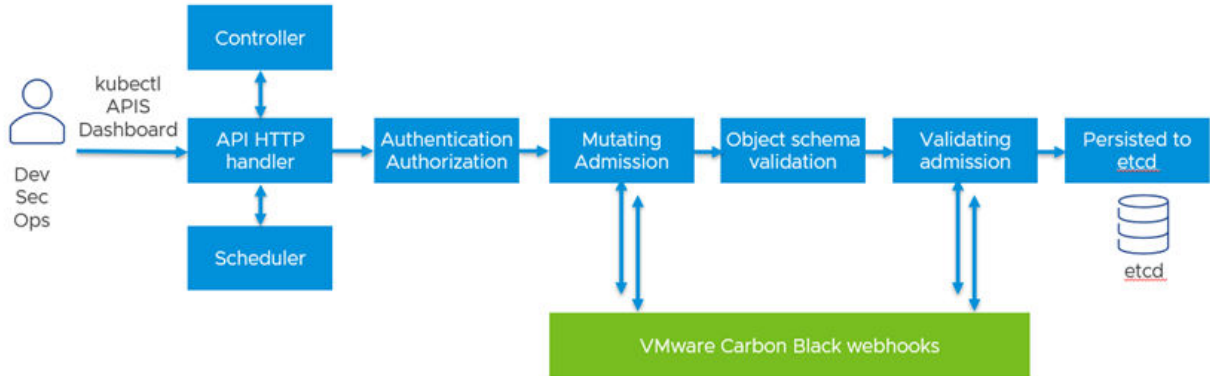 Controller
kubectl
APIS
Dashboard
Dev
Sec
Ops
API HTTP
handler
Scheduler
Authentication
Authorization
Mutating
Admission
Object schema
validation
Validating
admission
Persisted to
etcd
etcd
VMware Carbon Black webhooks